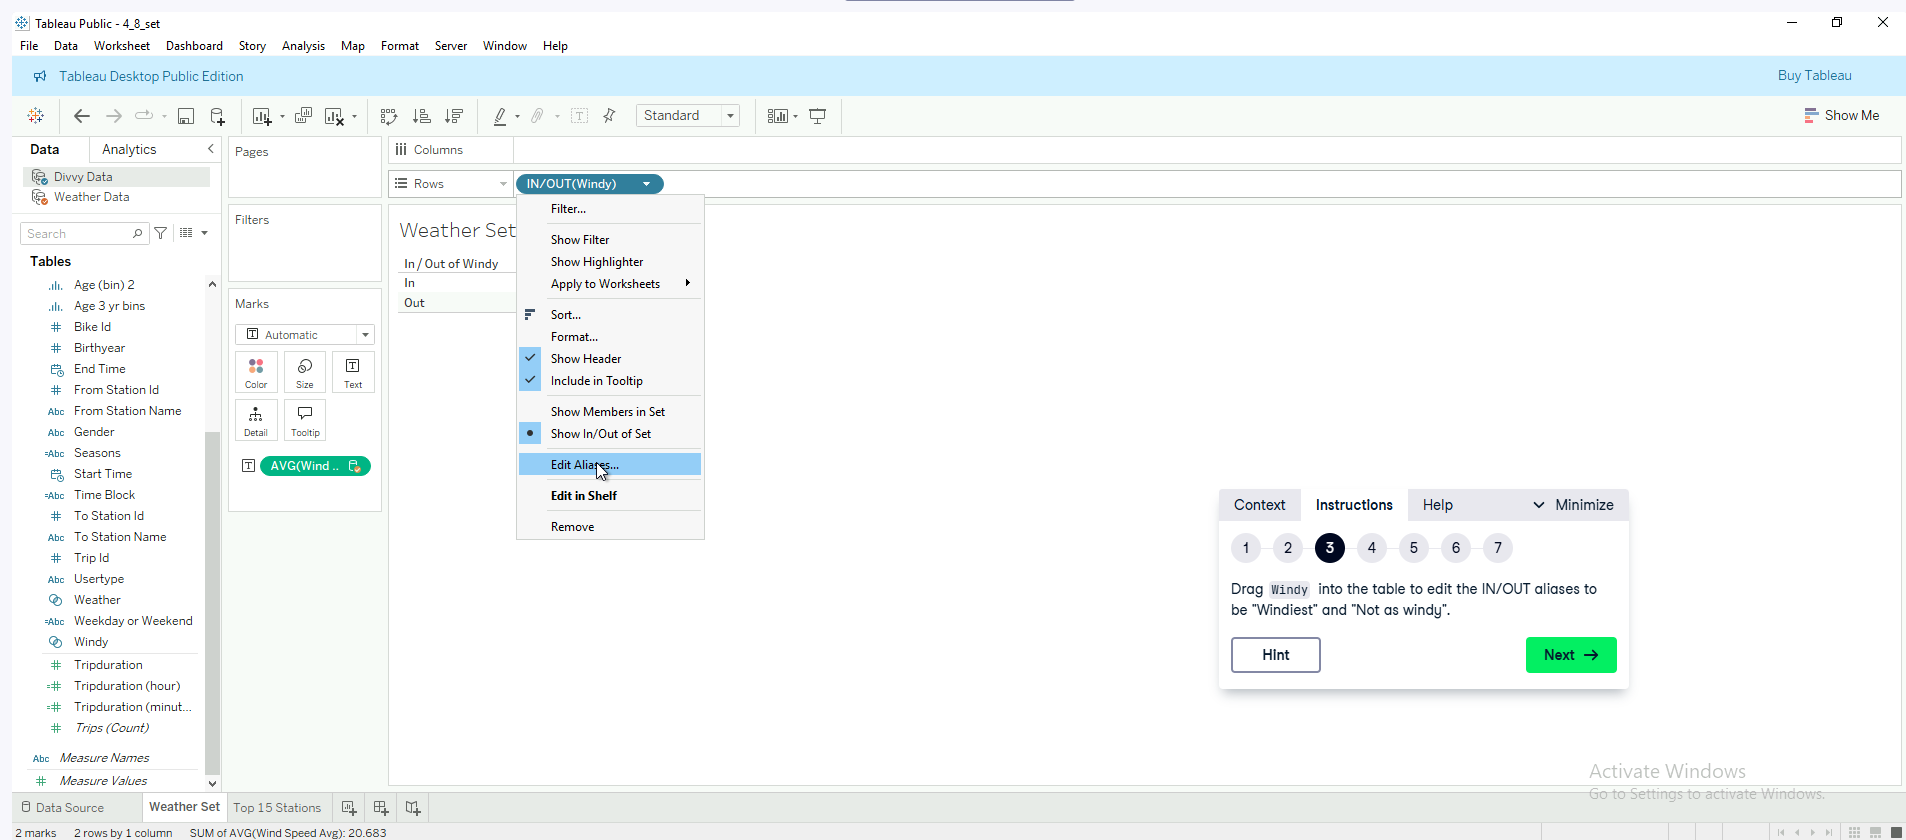 Tableau Public - 4_8_set
File Data Worksheet Dashboard Story Analysis Map Format Server Window Help
Tableau Desktop Public Edition
Buy Tableau
Standard
Show Me
Data
Analytics
Divvy Data
Weather Data
Search
Tables
Age (bin) 2
Age 3 yr bins
Bike Id
Birthyear
End Time
From Station Id
Abc From Station Name
Abc Gender
=Abc Seasons
Start Time
=Abc Time Block
To Station Id
Abc To Station Name
Trip Id
Abc Usertype
Weather
=Abc Weekday or Weekend
Windy
Tripduration
Tripduration (hour)
Tripduration (minut...
Trips (Count)
Abc Measure Names
Measure Values
Pages
Filters
Marks
Automatic
Color
Size
Text
Detail
Tooltip
AVG(Wind ..
Columns
Rows
IN/OUT(Windy)
Weather Set
In / Out of Windy
In
Out
Filter...
Show Filter
Show Highlighter
Apply to Worksheets
Sort...
Format...
Show Header
Include in Tooltip
Show Members in Set
Show In/Out of Set
Edit Aliases...
Edit in Shelf
Remove
Context
Instructions
Help
Minimize
1 2 3 4 5 6 7
Drag Windy into the table to edit the IN/OUT aliases to
be "Windiest" and "Not as windy".
Hint
Next
Activate Windows
Go to Settings to activate Windows.
Data Source
Weather Set
Top 15 Stations
2 marks 2 rows by 1 column SUM of AVG(Wind Speed Avg): 20.683